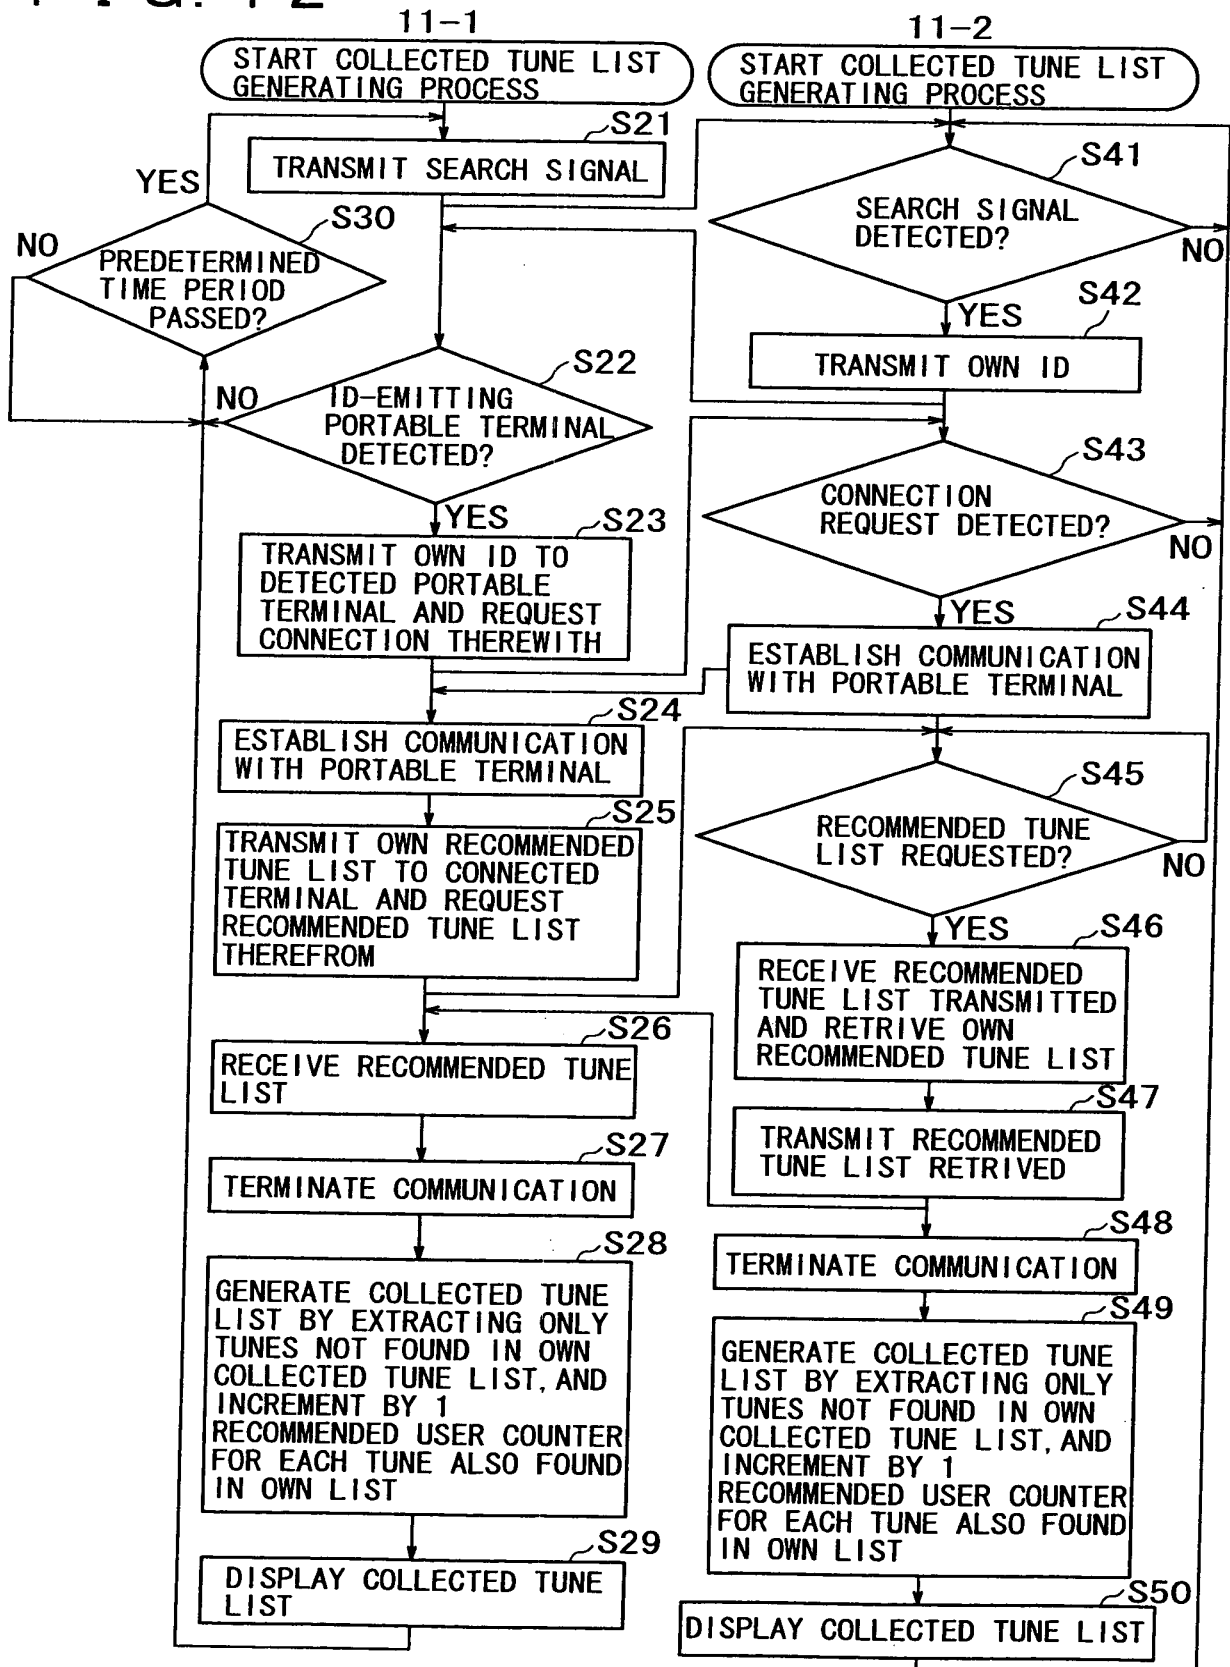 FIG. 12
11-1
START COLLECTED TUNE LIST
GENERATING PROCESS
S21
TRANSMIT SEARCH SIGNAL
YES
S30
NO
PREDETERMINED
TIME PERIOD
PASSED?
S22
NO
ID-EMITTING
PORTABLE TERMINAL
DETECTED?
YES
S23
TRANSMIT OWN ID TO
DETECTED PORTABLE
TERMINAL AND REQUEST
CONNECTION THEREWITH
S24
ESTABLISH COMMUNICATION
WITH PORTABLE TERMINAL
S25
TRANSMIT OWN RECOMMENDED
TUNE LIST TO CONNECTED
TERMINAL AND REQUEST
RECOMMENDED TUNE LIST
THEREFROM
S26
RECEIVE RECOMMENDED TUNE
LIST
S27
TERMINATE COMMUNICATION
S28
GENERATE COLLECTED TUNE
LIST BY EXTRACTING ONLY
TUNES NOT FOUND IN OWN
COLLECTED TUNE LIST, AND
INCREMENT BY 1
RECOMMENDED USER COUNTER
FOR EACH TUNE ALSO FOUND
IN OWN LIST
S29
DISPLAY COLLECTED TUNE
LIST
11-2
START COLLECTED TUNE LIST
GENERATING PROCESS
S41
SEARCH SIGNAL
DETECTED?
NO
S42
YES
TRANSMIT OWN ID
S43
CONNECTION
REQUEST DETECTED?
NO
YES
S44
ESTABLISH COMMUNICATION
WITH PORTABLE TERMINAL
S45
RECOMMENDED TUNE
LIST REQUESTED?
NO
YES
S46
RECEIVE RECOMMENDED
TUNE LIST TRANSMITTED
AND RETRIVE OWN
RECOMMENDED TUNE LIST
S47
TRANSMIT RECOMMENDED
TUNE LIST RETRIVED
S48
TERMINATE COMMUNICATION
S49
GENERATE COLLECTED TUNE
LIST BY EXTRACTING ONLY
TUNES NOT FOUND IN OWN
COLLECTED TUNE LIST, AND
INCREMENT BY 1
RECOMMENDED USER COUNTER
FOR EACH TUNE ALSO FOUND
IN OWN LIST
S50
DISPLAY COLLECTED TUNE LIST